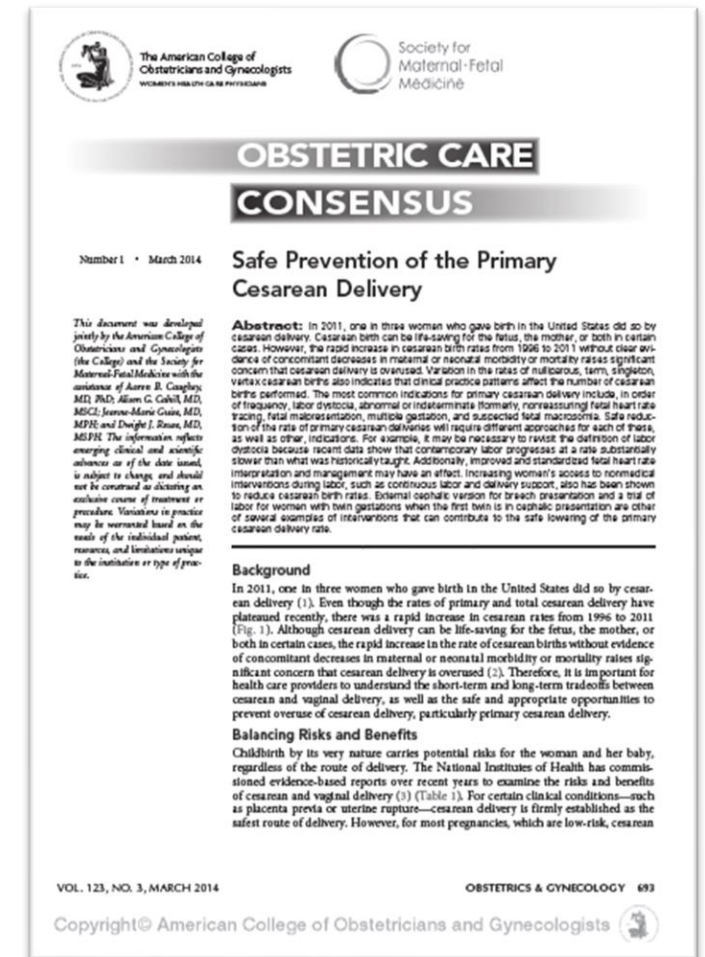 The American College of
Obstetricians and Gynecologists
WOMEN'S HEALTH CARE PHYSICIANS
Society for
Maternal·Fetal
Medicine
OBSTETRIC CARE
CONSENSUS
Number 1 • March 2014
Safe Prevention of the Primary
Cesarean Delivery
This document was developed
jointly by the American College of
Obstetricians and Gynecologists
(the College) and the Society for
Maternal-Fetal Medicine with the
assistance of Aaron B. Caughey,
MD, PhD; Alison G. Cahill, MD,
MSCI; Jeanne-Marie Guise, MD,
MPH; and Dwight J. Rouse, MD,
MSPH. The information reflects
emerging clinical and scientific
advances as of the date issued,
is subject to change, and should
not be construed as dictating an
exclusive course of treatment or
procedure. Variations in practice
may be warranted based on the
needs of the individual patient,
resources, and limitations unique
to the institution or type of prac-
tice.
Abstract: In 2011, one in three women who gave birth in the United States did so by
cesarean delivery. Cesarean birth can be life-saving for the fetus, the mother, or both in certain
cases. However, the rapid increase in cesarean birth rates from 1996 to 2011 without clear evi-
dence of concomitant decreases in maternal or neonatal morbidity or mortality raises significant
concern that cesarean delivery is overused. Variation in the rates of nulliparous, term, singleton,
vertex cesarean births also indicates that clinical practice patterns affect the number of cesarean
births performed. The most common indications for primary cesarean delivery include, in order
of frequency, labor dystocia, abnormal or indeterminate (formerly, nonreassuring) fetal heart rate
tracing, fetal malpresentation, multiple gestation, and suspected fetal macrosomia. Safe reduc-
tion of the rate of primary cesarean deliveries will require different approaches for each of these,
as well as other, indications. For example, it may be necessary to revisit the definition of labor
dystocia because recent data show that contemporary labor progresses at a rate substantially
slower than what was historically taught. Additionally, improved and standardized fetal heart rate
interpretation and management may have an effect. Increasing women's access to nonmedical
interventions during labor, such as continuous labor and delivery support, also has been shown
to reduce cesarean birth rates. External cephalic version for breech presentation and a trial of
labor for women with twin gestations when the first twin is in cephalic presentation are other
of several examples of interventions that can contribute to the safe lowering of the primary
cesarean delivery rate.
Background
In 2011, one in three women who gave birth in the United States did so by cesar-
ean delivery (1). Even though the rates of primary and total cesarean delivery have
plateaued recently, there was a rapid increase in cesarean rates from 1996 to 2011
(Fig. 1). Although cesarean delivery can be life-saving for the fetus, the mother, or
both in certain cases, the rapid increase in the rate of cesarean births without evidence
of concomitant decreases in maternal or neonatal morbidity or mortality raises sig-
nificant concern that cesarean delivery is overused (2). Therefore, it is important for
health care providers to understand the short-term and long-term tradeoffs between
cesarean and vaginal delivery, as well as the safe and appropriate opportunities to
prevent overuse of cesarean delivery, particularly primary cesarean delivery.
Balancing Risks and Benefits
Childbirth by its very nature carries potential risks for the woman and her baby,
regardless of the route of delivery. The National Institutes of Health has commis-
sioned evidence-based reports over recent years to examine the risks and benefits
of cesarean and vaginal delivery (3) (Table 1). For certain clinical conditions—such
as placenta previa or uterine rupture—cesarean delivery is firmly established as the
safest route of delivery. However, for most pregnancies, which are low-risk, cesarean
VOL. 123, NO. 3, MARCH 2014
OBSTETRICS & GYNECOLOGY 693
Copyright© American College of Obstetricians and Gynecologists